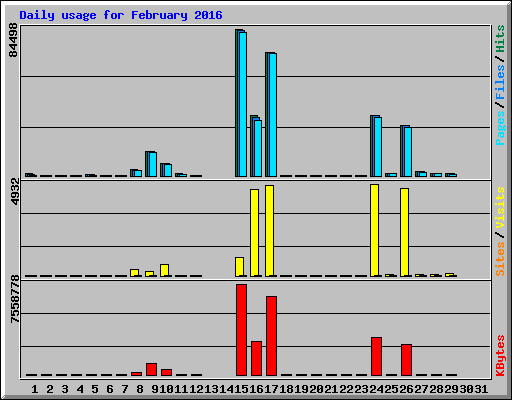 Daily usage for February 2016
84498
4932
7558778
Pages/Files/Hits
Sites/Visits
KBytes
1 2 3 4 5 6 7 8 9 10 11 12 13 14 15 16 17 18 19 20 21 22 23 24 25 26 27 28 29 30 31